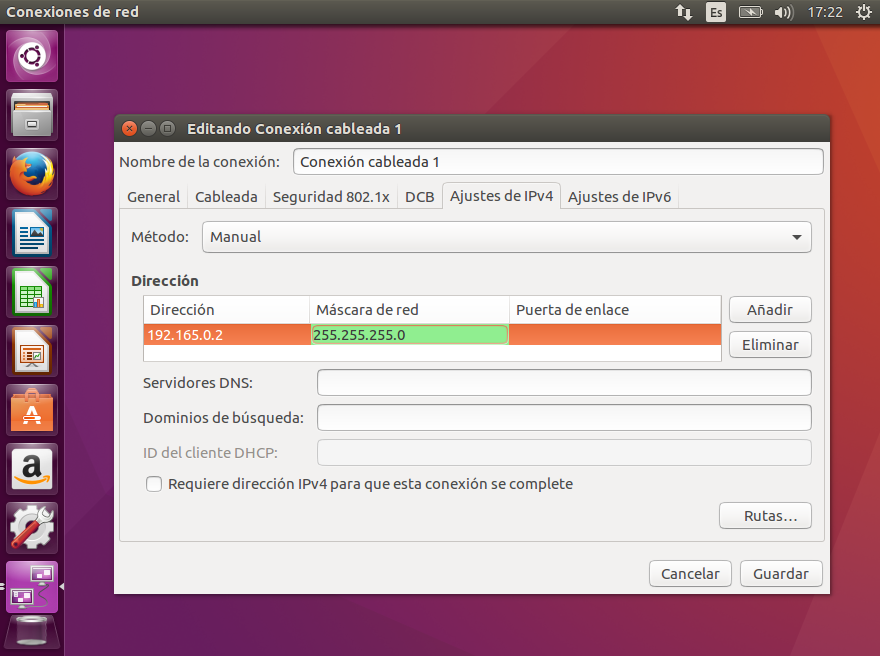 Conexiones de red
Es
17:22
Editando Conexión cableada 1
Nombre de la conexión:
Conexión cableada 1
General
Cableada
Seguridad 802.1x
DCB
Ajustes de IPv4
Ajustes de IPv6
Método:
Manual
Dirección
Dirección
Máscara de red
Puerta de enlace
Añadir
192.165.0.2
255.255.255.0
Eliminar
Servidores DNS:
Dominios de búsqueda:
ID del cliente DHCP:
Requiere dirección IPv4 para que esta conexión se complete
Rutas…
Cancelar
Guardar
A
a